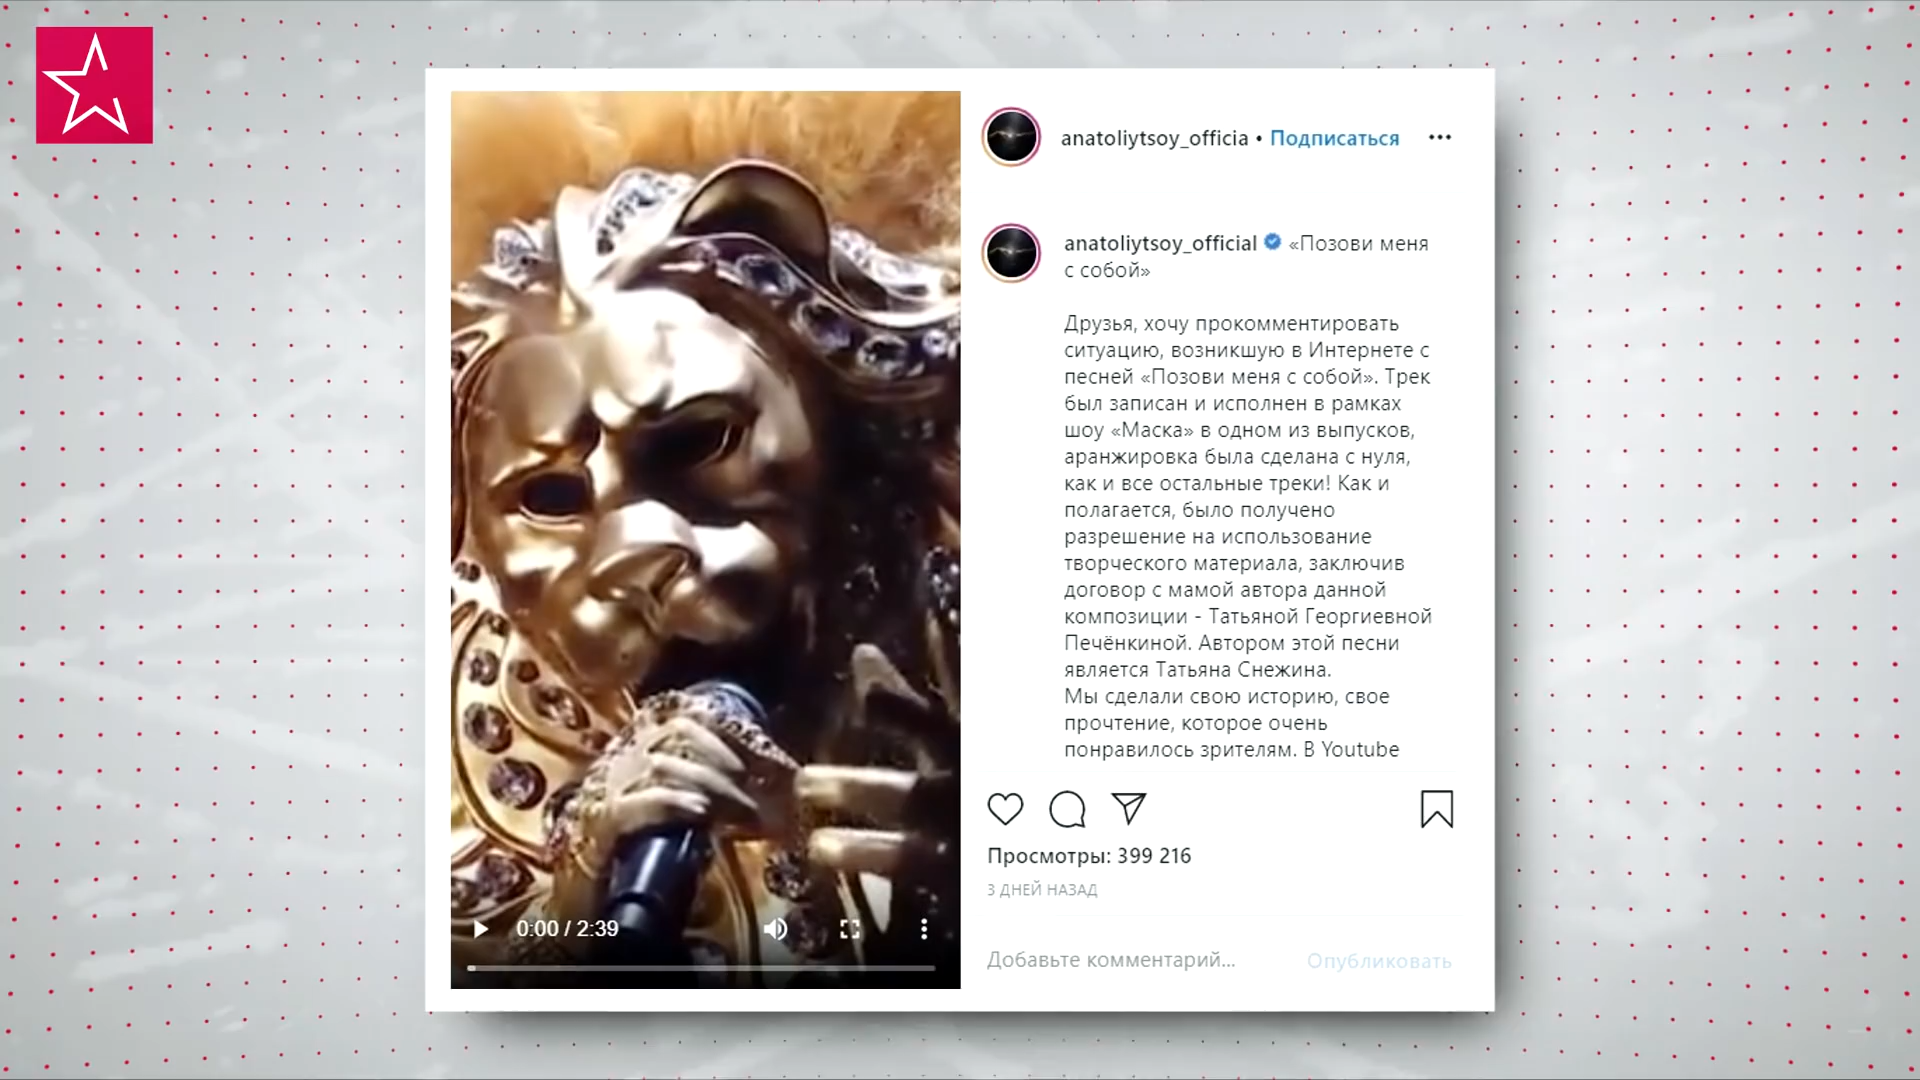 anatoliytsoy_officia • Подписаться
anatoliytsoy_official «Позови меня
с собой»
Друзья, хочу прокомментировать
ситуацию, возникшую в Интернете с
песней «Позови меня с собой». Трек
был записан и исполнен в рамках
шоу «Маска» в одном из выпусков,
аранжировка была сделана с нуля,
как и все остальные треки! Как и
полагается, было получено
разрешение на использование
творческого материала, заключив
договор с мамой автора данной
композиции - Татьяной Георгиевной
Печёнкиной. Автором этой песни
является Татьяна Снежина.
Мы сделали свою историю, свое
прочтение, которое очень
понравилось зрителям. В Youtube
Просмотры: 399 216
3 ДНЕЙ НАЗАД
0:00 / 2:39
Добавьте комментарий... Опубликовать